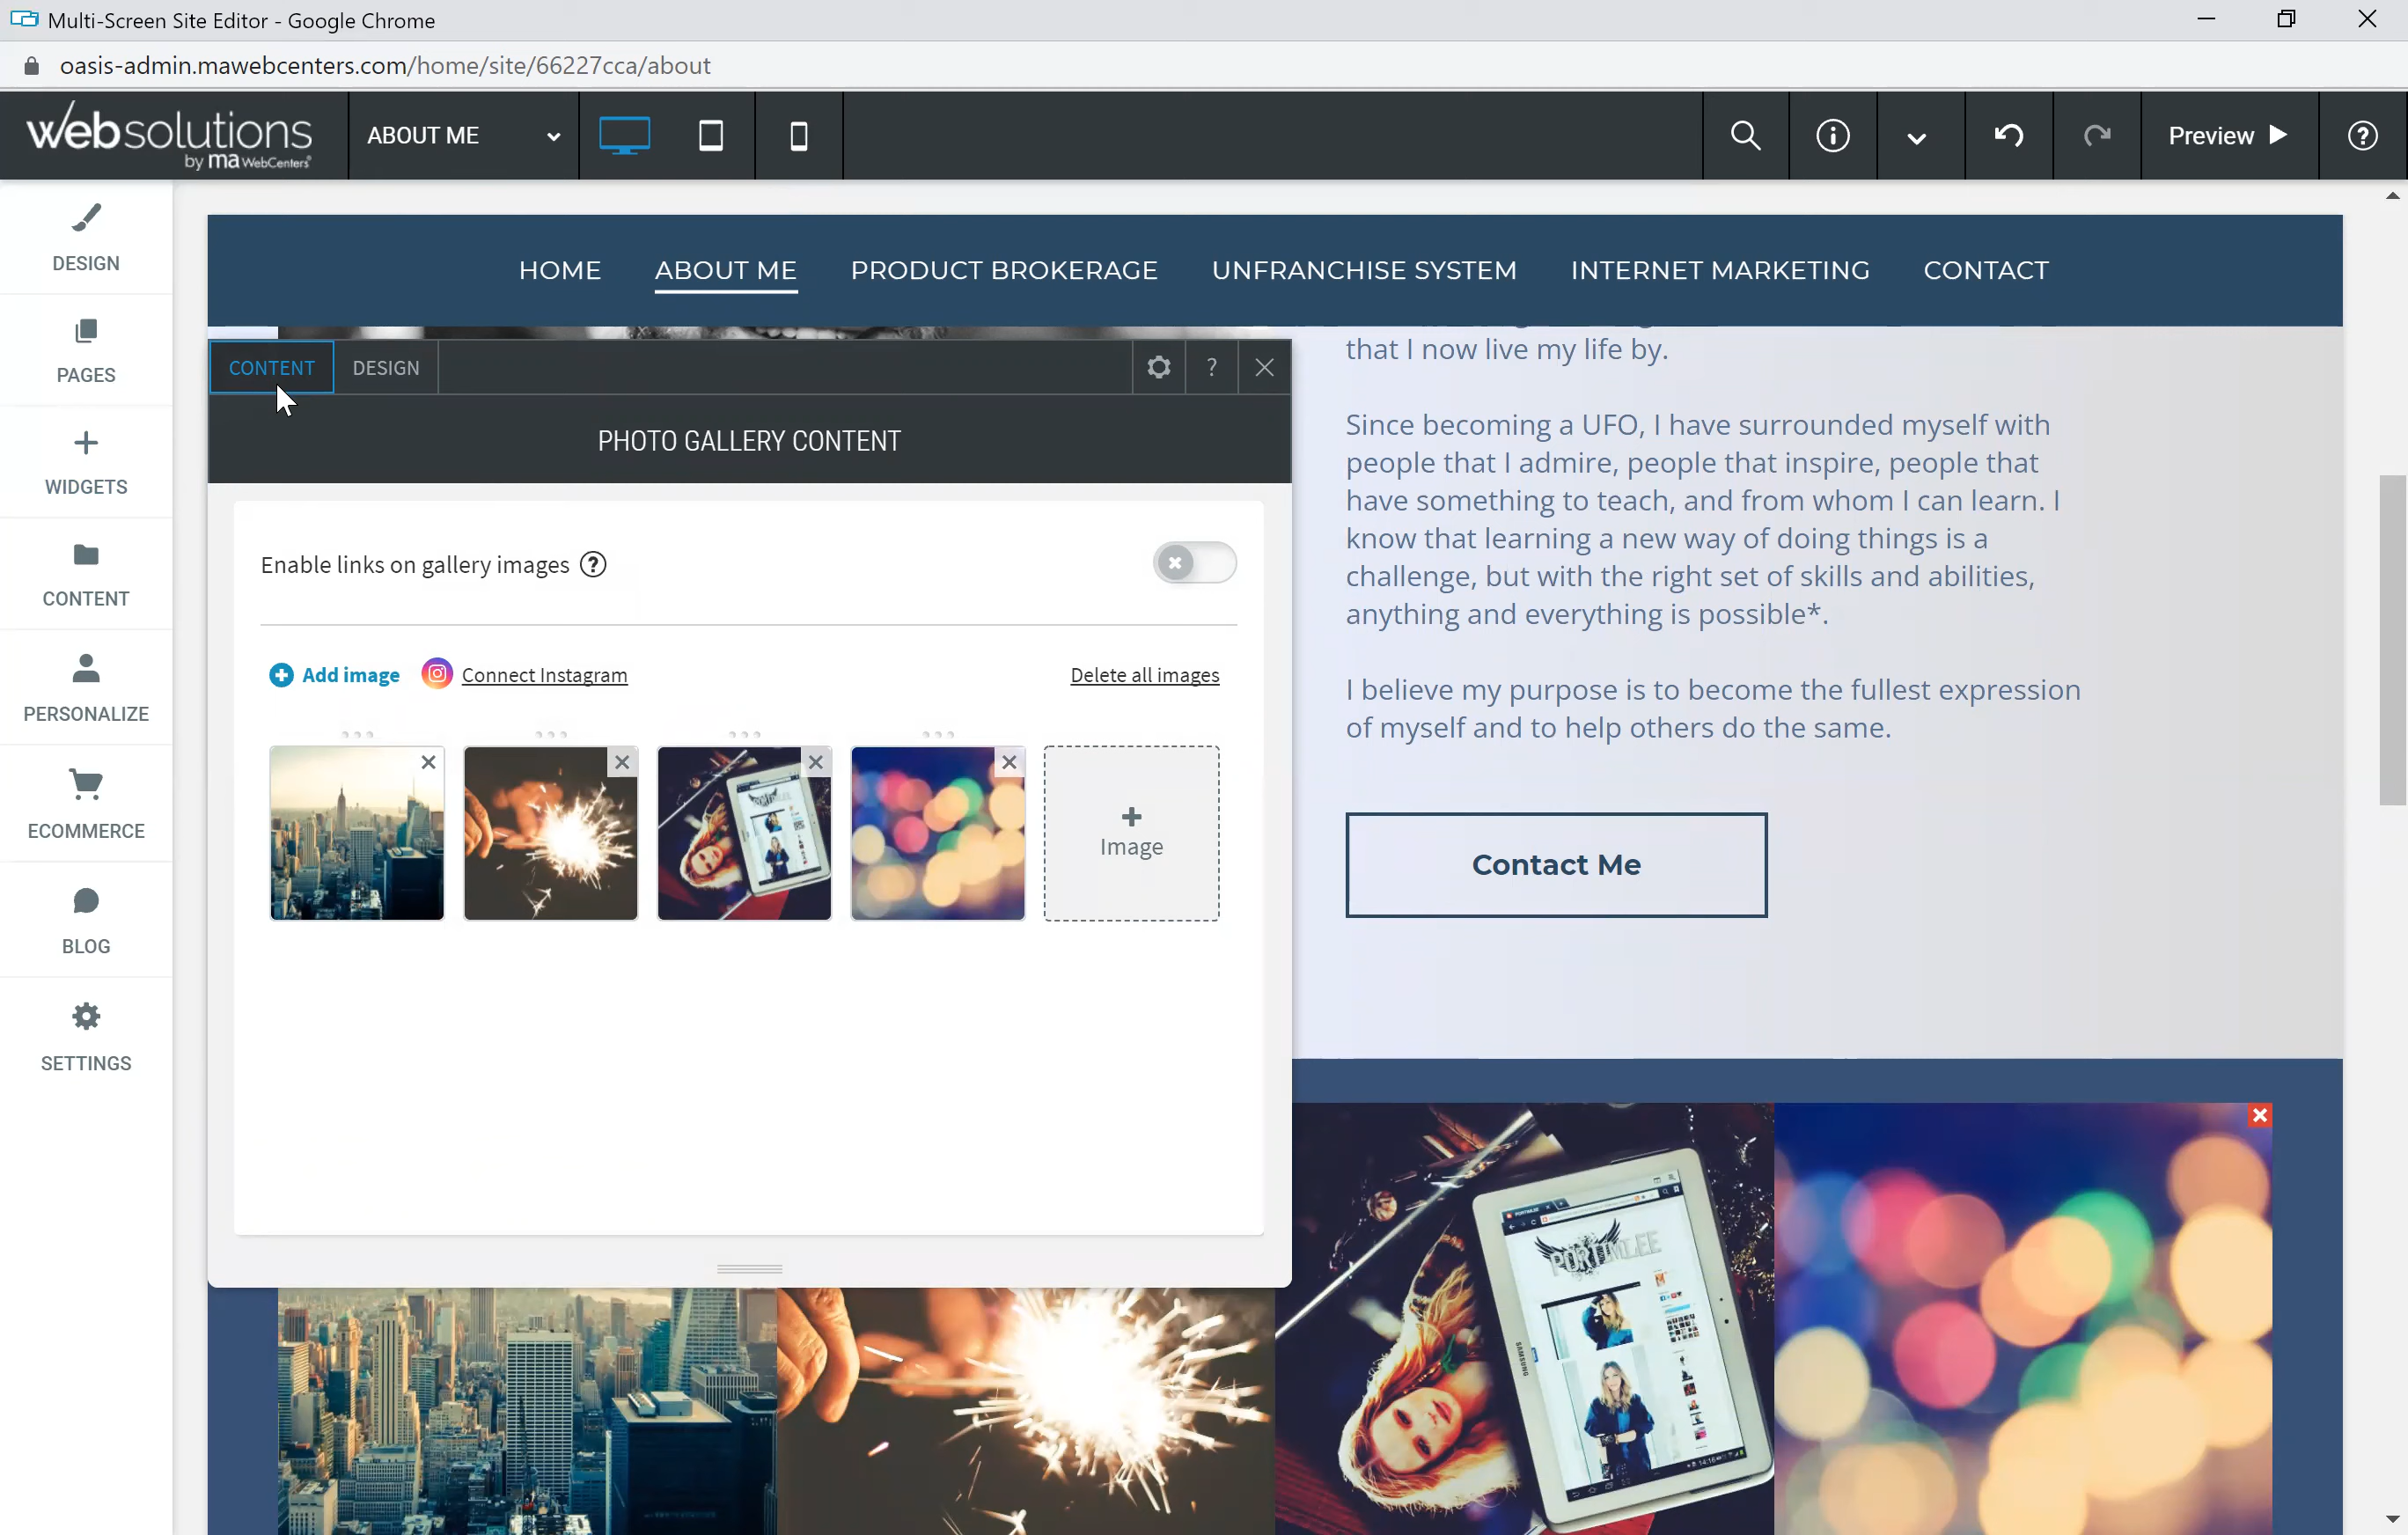 Multi-Screen Site Editor - Google Chrome
oasis-admin.mawebcenters.com/home/site/66227cca/about
websolutions
by ma WebCenters
ABOUT ME
Preview
DESIGN
PAGES
WIDGETS
CONTENT
PERSONALIZE
ECOMMERCE
BLOG
SETTINGS
HOME ABOUT ME PRODUCT BROKERAGE UNFRANCHISE SYSTEM INTERNET MARKETING CONTACT
CONTENT DESIGN ?
PHOTO GALLERY CONTENT
Enable links on gallery images ?
Add image Connect Instagram Delete all images
+
Image
that I now live my life by.
Since becoming a UFO, I have surrounded myself with
people that I admire, people that inspire, people that
have something to teach, and from whom I can learn. I
know that learning a new way of doing things is a
challenge, but with the right set of skills and abilities,
anything and everything is possible*.
I believe my purpose is to become the fullest expression
of myself and to help others do the same.
Contact Me
SAMSUNG